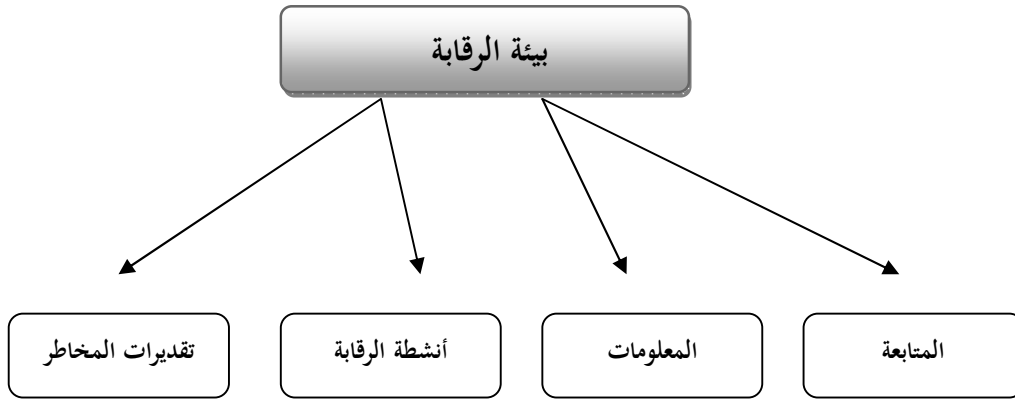 بيئة الرقابة
المتابعة
المعلومات
أنشطة الرقابة
تقديرات المخاطر